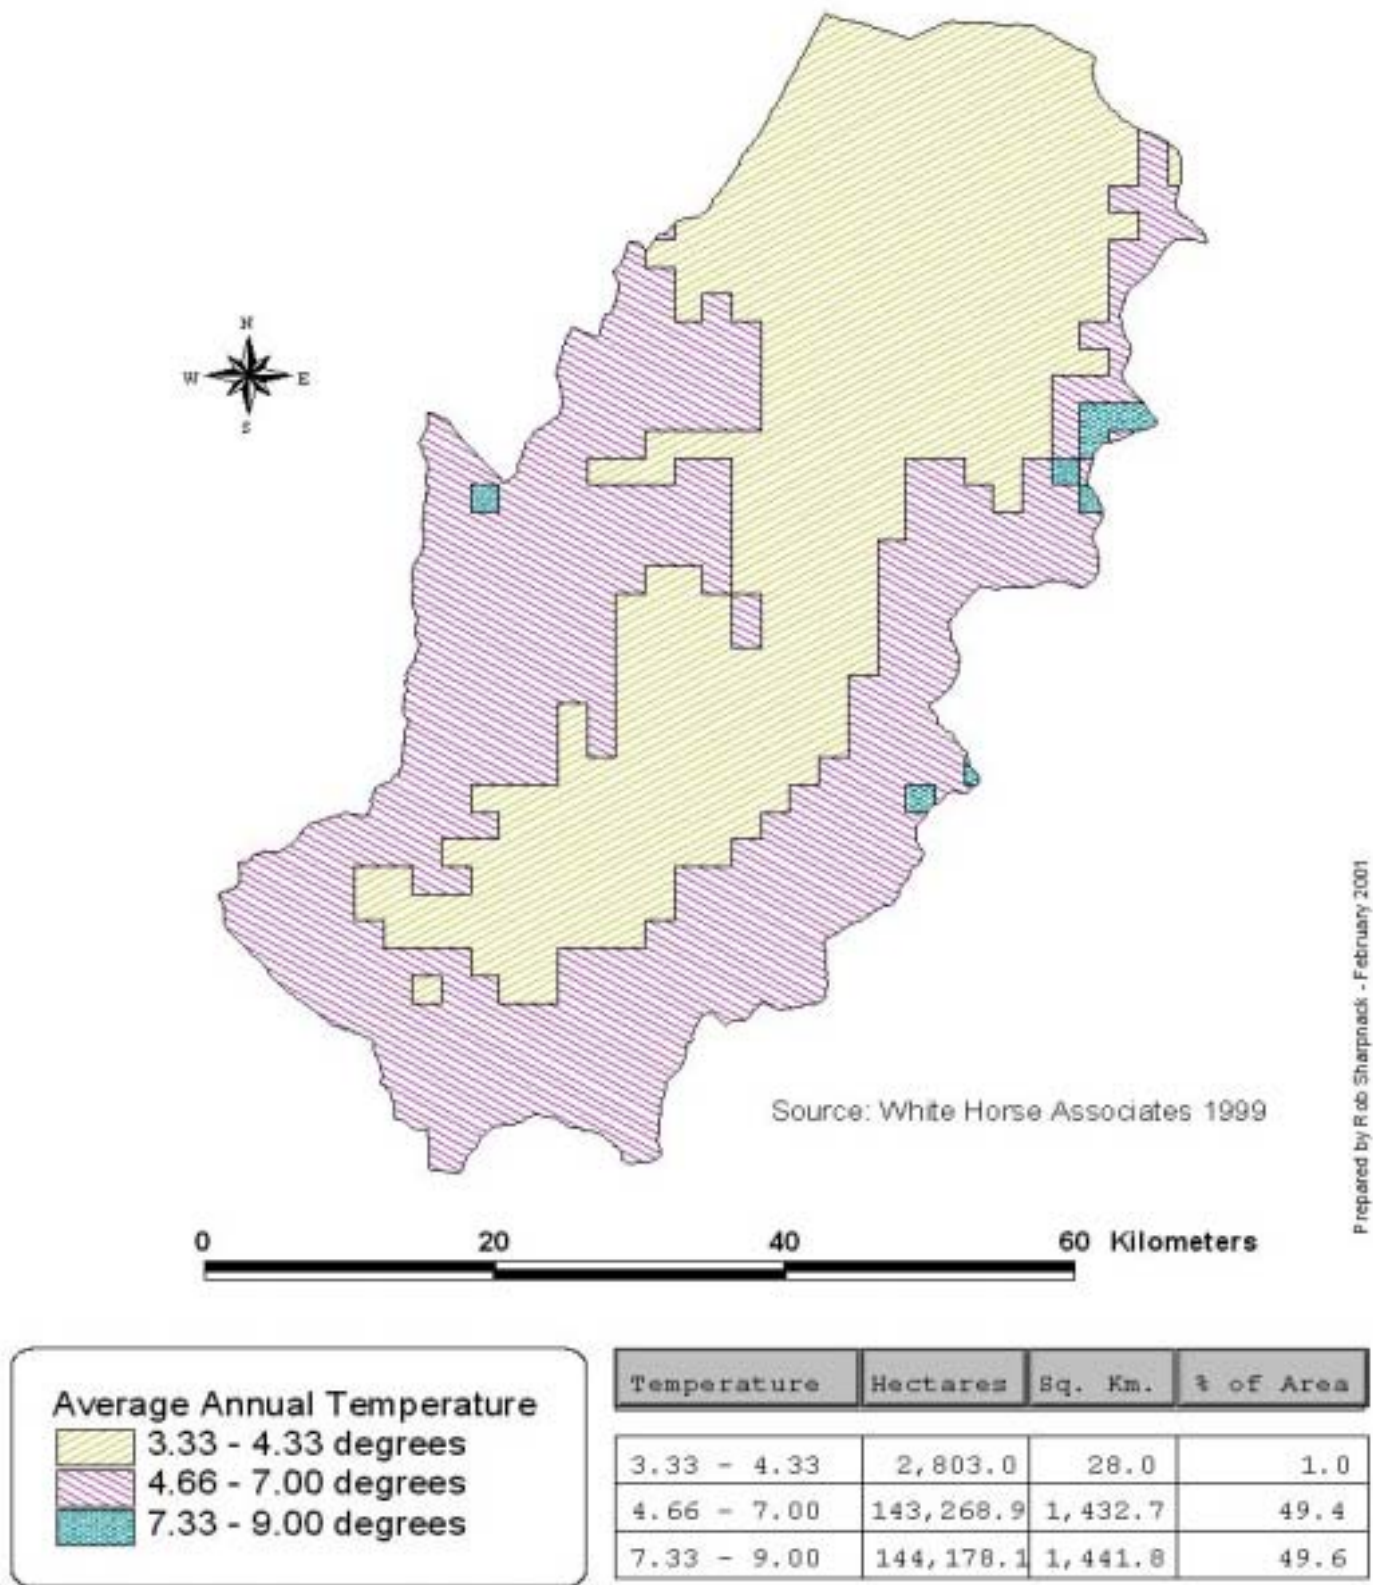 N
W E
S
Source: White Horse Associates 1999
Prepared by Rob Sharpnack - February 2001
0 20 40 60 Kilometers
Average Annual Temperature
3.33 - 4.33 degrees
4.66 - 7.00 degrees
7.33 - 9.00 degrees
Temperature Hectares Sq. Km. % of Area
3.33 - 4.33 2,803.0 28.0 1.0
4.66 - 7.00 143,268.9 1,432.7 49.4
7.33 - 9.00 144,178.1 1,441.8 49.6